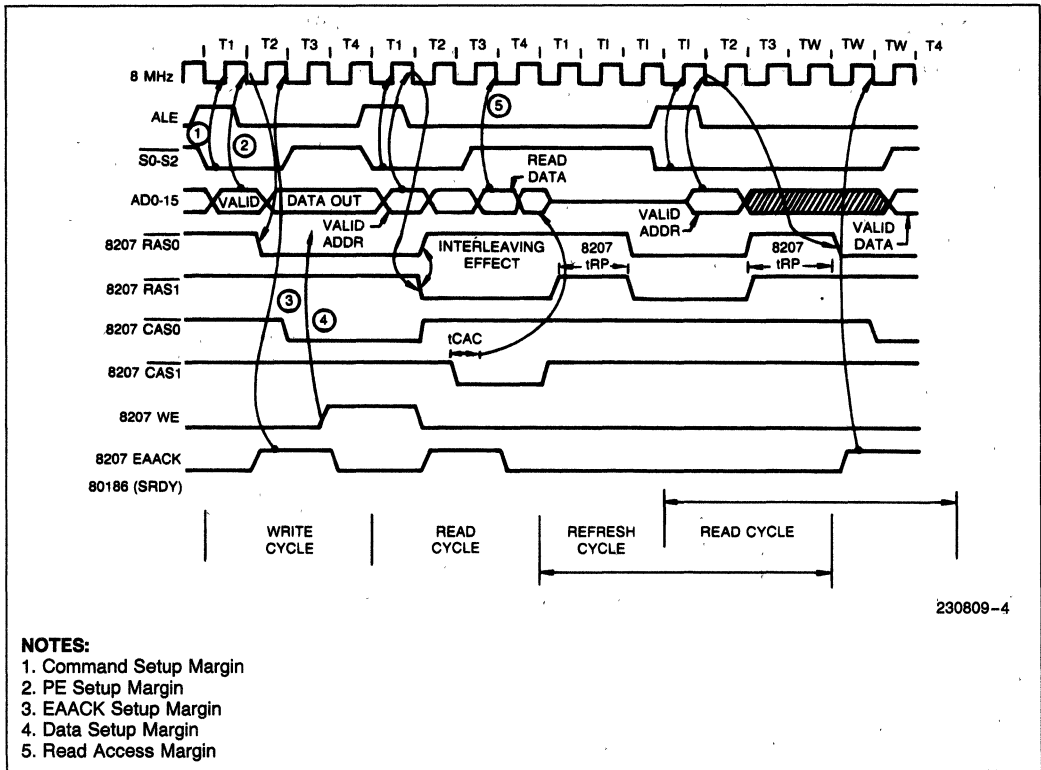 T1 T2 T3 T4 T1 T2 T3 T4 T1 TI TI TI T2 T3 TW TW TW T4
8 MHz
ALE
1
2
5
S0-S2
READ DATA
AD0-15
VALID
DATA OUT
VALID ADDR
VALID ADDR
VALID DATA
8207 RAS0
INTERLEAVING EFFECT
8207 tRP
8207 tRP
8207 RAS1
3
4
8207 CAS0
tCAC
8207 CAS1
8207 WE
8207 EAACK
80186 (SRDY)
WRITE CYCLE
READ CYCLE
REFRESH CYCLE
READ CYCLE
230809-4
NOTES:
1. Command Setup Margin
2. PE Setup Margin
3. EAACK Setup Margin
4. Data Setup Margin
5. Read Access Margin